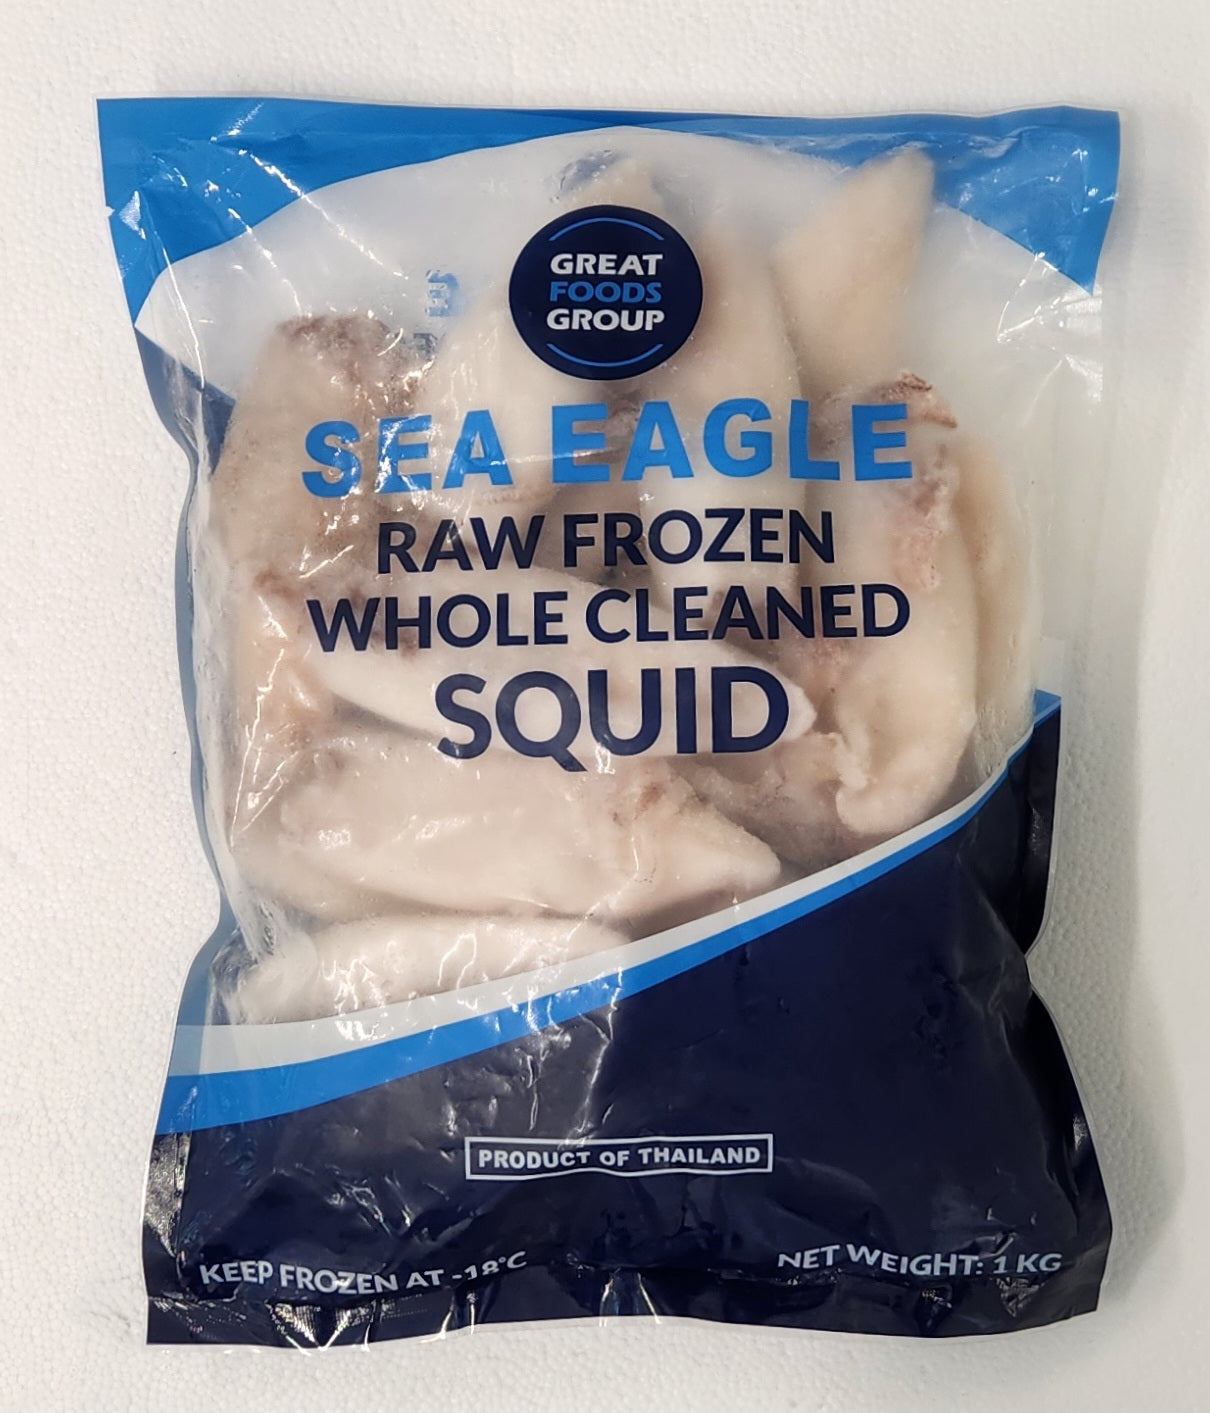 GREAT
FOODS
GROUP
SEA EAGLE
RAW FROZEN
WHOLE CLEANED
SQUID
PRODUCT OF THAILAND
KEEP FROZEN AT -18°C
NET WEIGHT: 1 KG